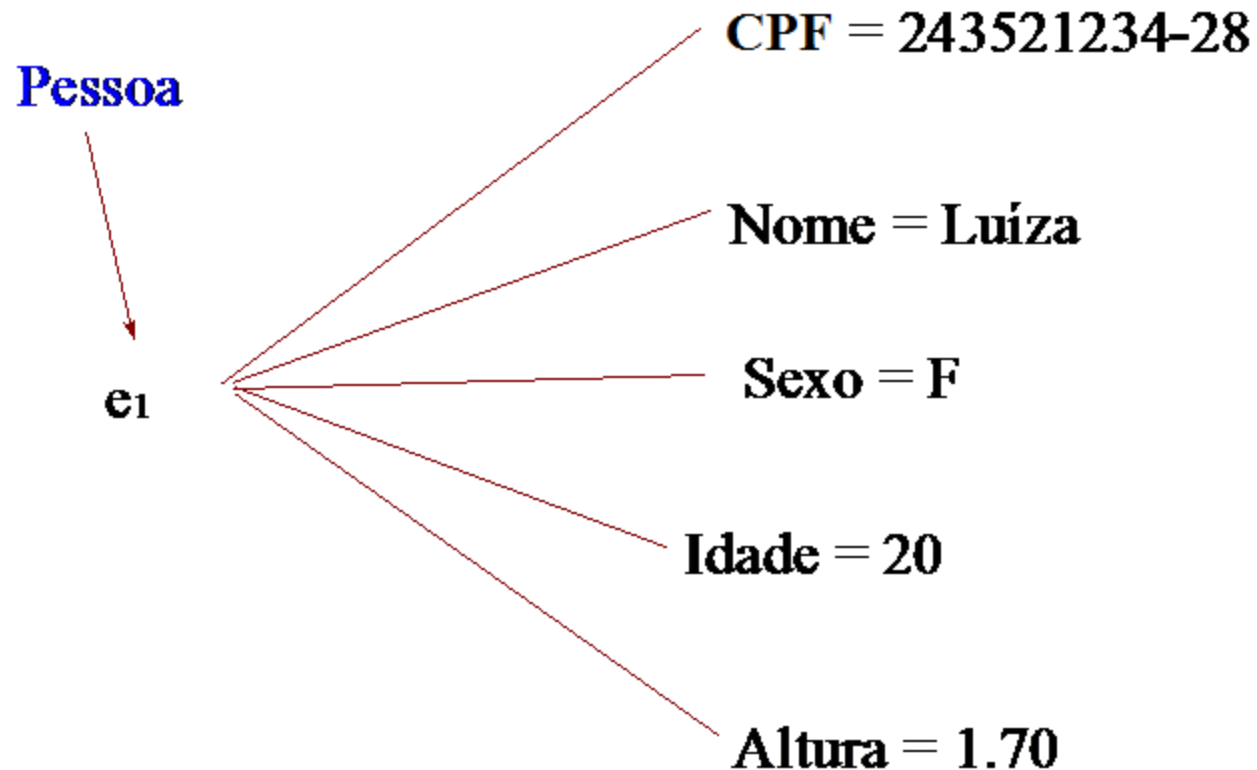 CPF = 243521234-28
Pessoa
Nome = Luíza
Sexo = F
e1
Idade = 20
Altura = 1.70